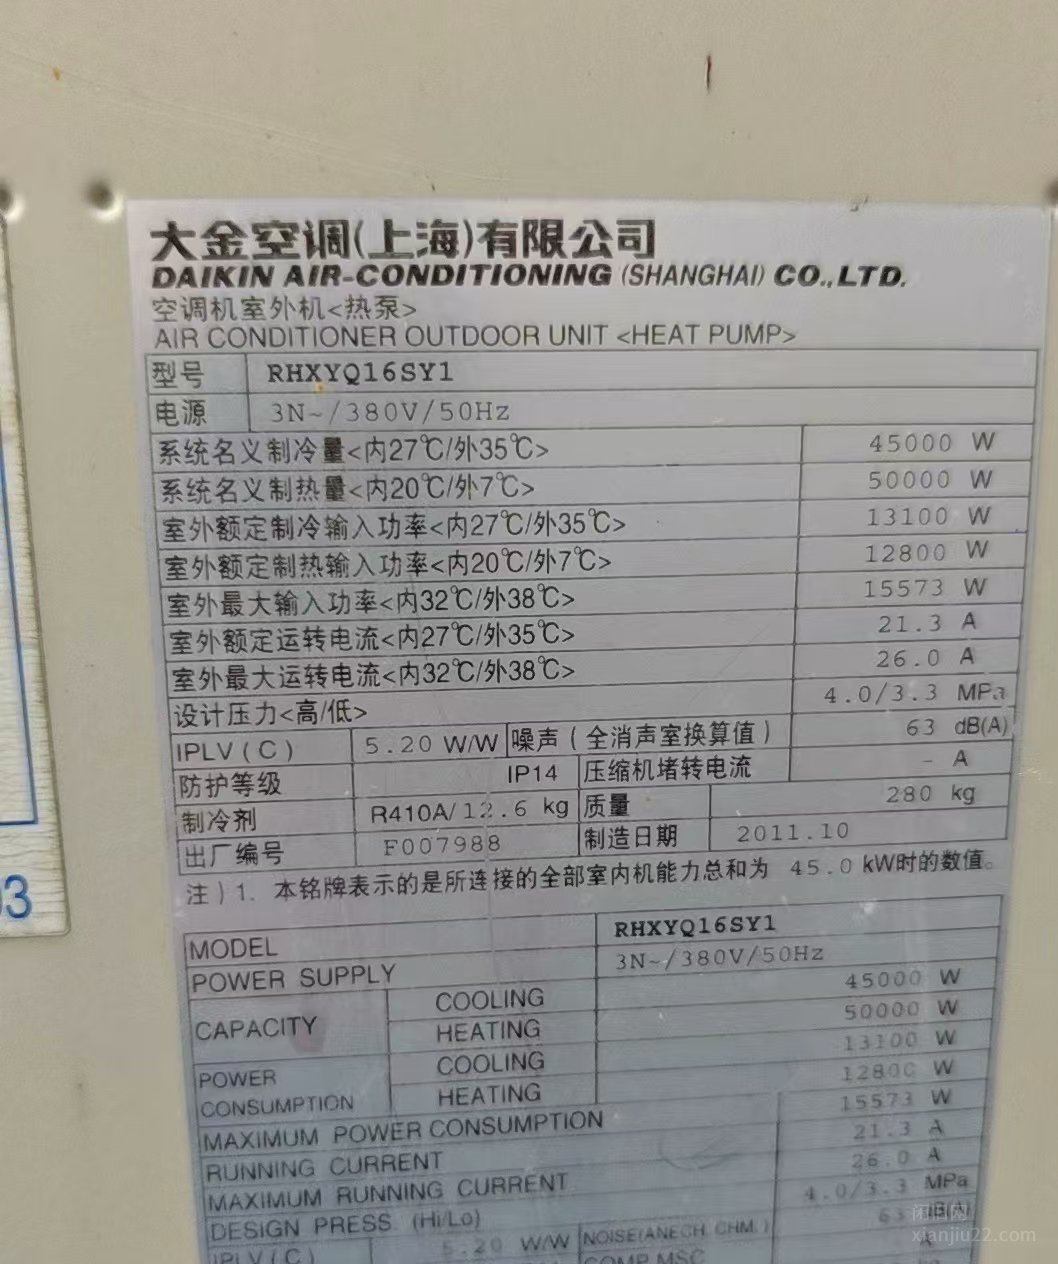 大金空调(上海)有限公司
DAIKIN AIR-CONDITIONING (SHANGHAI) CO.,LTD.
空调机室外机<热泵>
AIR CONDITIONER OUTDOOR UNIT <HEAT PUMP>
型号 RHXYQ16SY1
电源 3N~/380V/50Hz
系统名义制冷量<内27℃/外35℃> 45000 W
系统名义制热量<内20℃/外7℃> 50000 W
室外额定制冷输入功率<内27℃/外35℃> 13100 W
室外额定制热输入功率<内20℃/外7℃> 12800 W
室外最大输入功率<内32℃/外38℃> 15573 W
室外额定运转电流<内27℃/外35℃> 21.3 A
室外最大运转电流<内32℃/外38℃> 26.0 A
设计压力<高/低> 4.0/3.3 MPa
IPLV(C) 5.20 W/W 噪声(全消声室换算值) 63 dB(A)
防护等级 IP14 压缩机堵转电流 - A
制冷剂 R410A/12.6 kg 质量 280 kg
出厂编号 F007988 制造日期 2011.10
注)1. 本铭牌表示的是所连接的全部室内机能力总和为 45.0 kW时的数值。
03
MODEL RHXYQ16SY1
POWER SUPPLY 3N~/380V/50Hz
CAPACITY COOLING 45000 W
HEATING 50000 W
POWER CONSUMPTION COOLING 13100 W
HEATING 12800 W
MAXIMUM POWER CONSUMPTION 15573 W
RUNNING CURRENT 21.3 A
MAXIMUM RUNNING CURRENT 26.0 A
DESIGN PRESS. (Hi/Lo) 4.0/3.3 MPa
IPLV(C) 5.20 W/W NOISE(ANECH. CHM.) 63 dB(A)
COMP.MSC A
xianjiu22.com